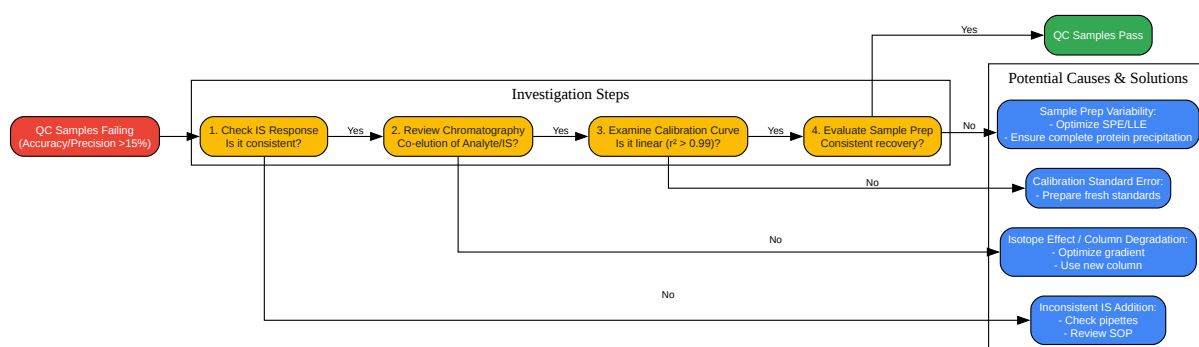 Yes
QC Samples Pass
Potential Causes & Solutions
Investigation Steps
QC Samples Failing
(Accuracy/Precision >15%)
1. Check IS Response
Is it consistent?
Yes
2. Review Chromatography
Co-elution of Analyte/IS?
Yes
3. Examine Calibration Curve
Is it linear (r² > 0.99)?
Yes
4. Evaluate Sample Prep
Consistent recovery?
No
Sample Prep Variability:
- Optimize SPE/LLE
- Ensure complete protein precipitation
No
Calibration Standard Error:
- Prepare fresh standards
No
Isotope Effect / Column Degradation:
- Optimize gradient
- Use new column
No
Inconsistent IS Addition:
- Check pipettes
- Review SOP